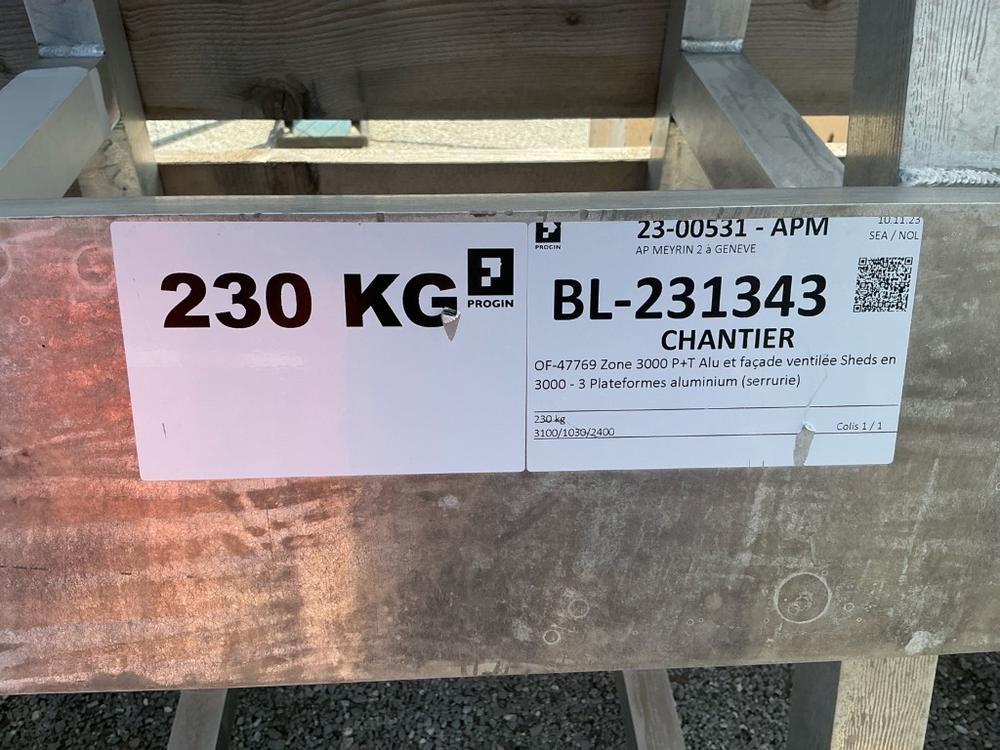 230 KG
PROGIN
PROGIN
23-00531 - APM
AP MEYRIN 2 à GENEVE
10.11.23
SEA / NOL
BL-231343
CHANTIER
OF-47769 Zone 3000 P+T Alu et façade ventilée Sheds en
3000 - 3 Plateformes aluminium (serrurie)
230 kg
3100/1030/2400
Colis 1 / 1